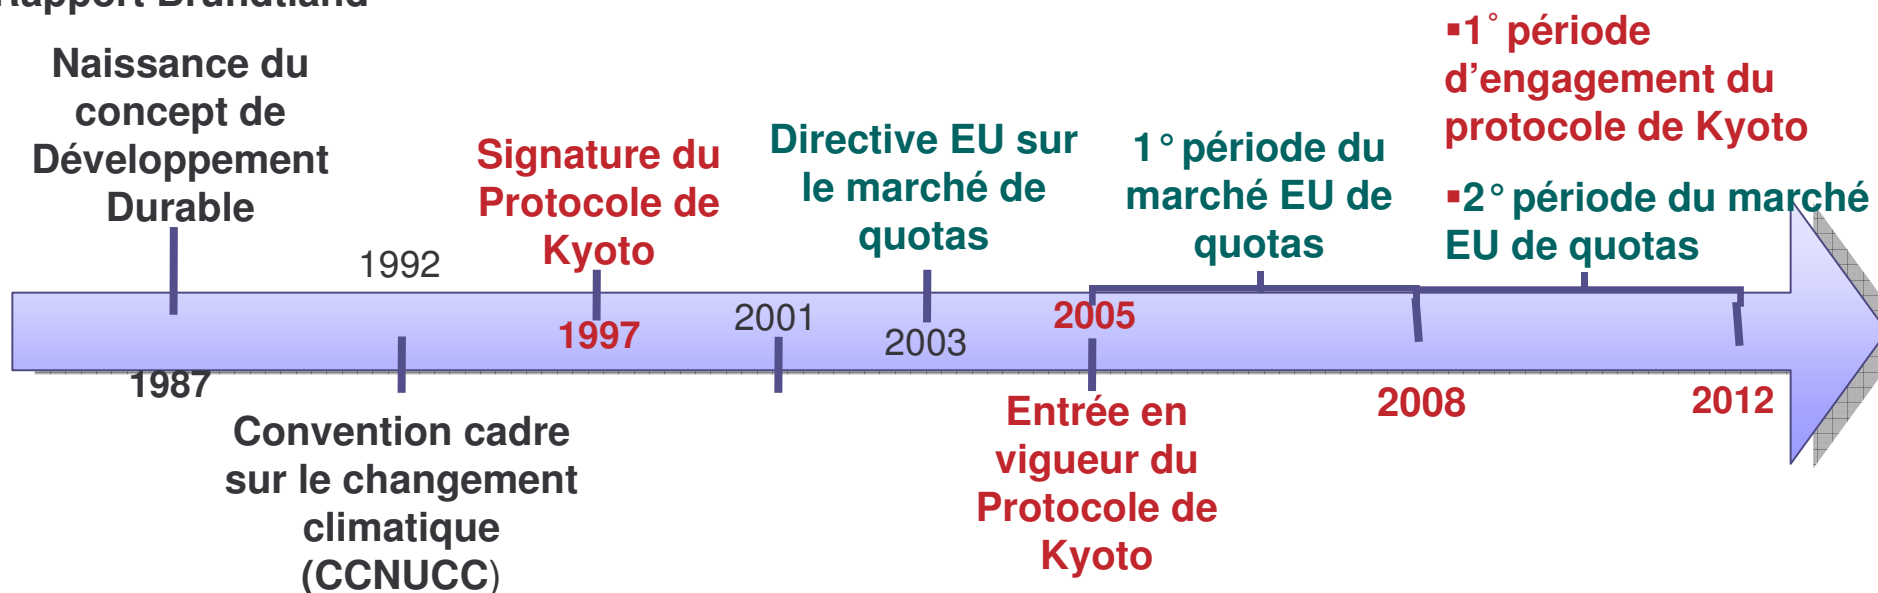 Rapport Brundtland
Naissance du
concept de
Développement
Durable
1987
1992
Convention cadre
sur le changement
climatique
(CCNUCC)
Signature du
Protocole de
Kyoto
1997
2001
Directive EU sur
le marché de
quotas
2003
2005
Entrée en
vigueur du
Protocole de
Kyoto
1° période du
marché EU de
quotas
▪1° période
d'engagement du
protocole de Kyoto
▪2° période du marché
EU de quotas
2008
2012